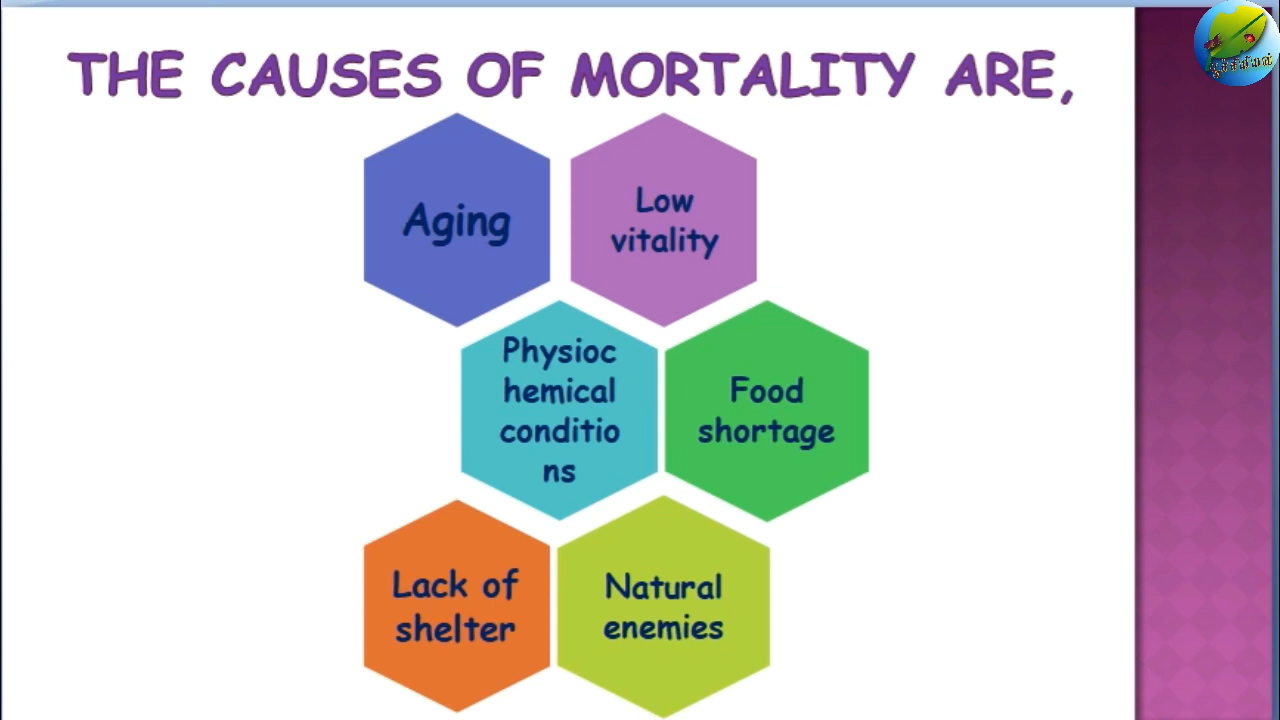 THE CAUSES OF MORTALITY ARE,
Aging
Low
vitality
Physioc
hemical
conditio
ns
Food
shortage
Lack of
shelter
Natural
enemies